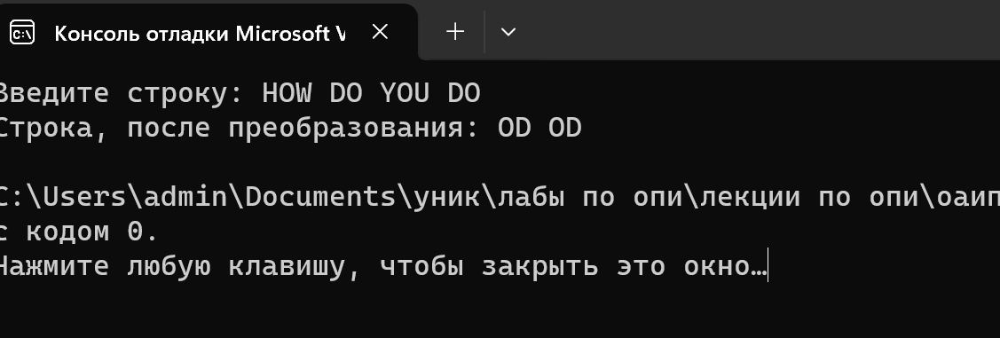 Консоль отладки Microsoft V
Введите строку: HOW DO YOU DO
Строка, после преобразования: OD OD
C:\Users\admin\Documents\уник\лабы по опи\лекции по опи\оаип
с кодом 0.
Нажмите любую клавишу, чтобы закрыть это окно…